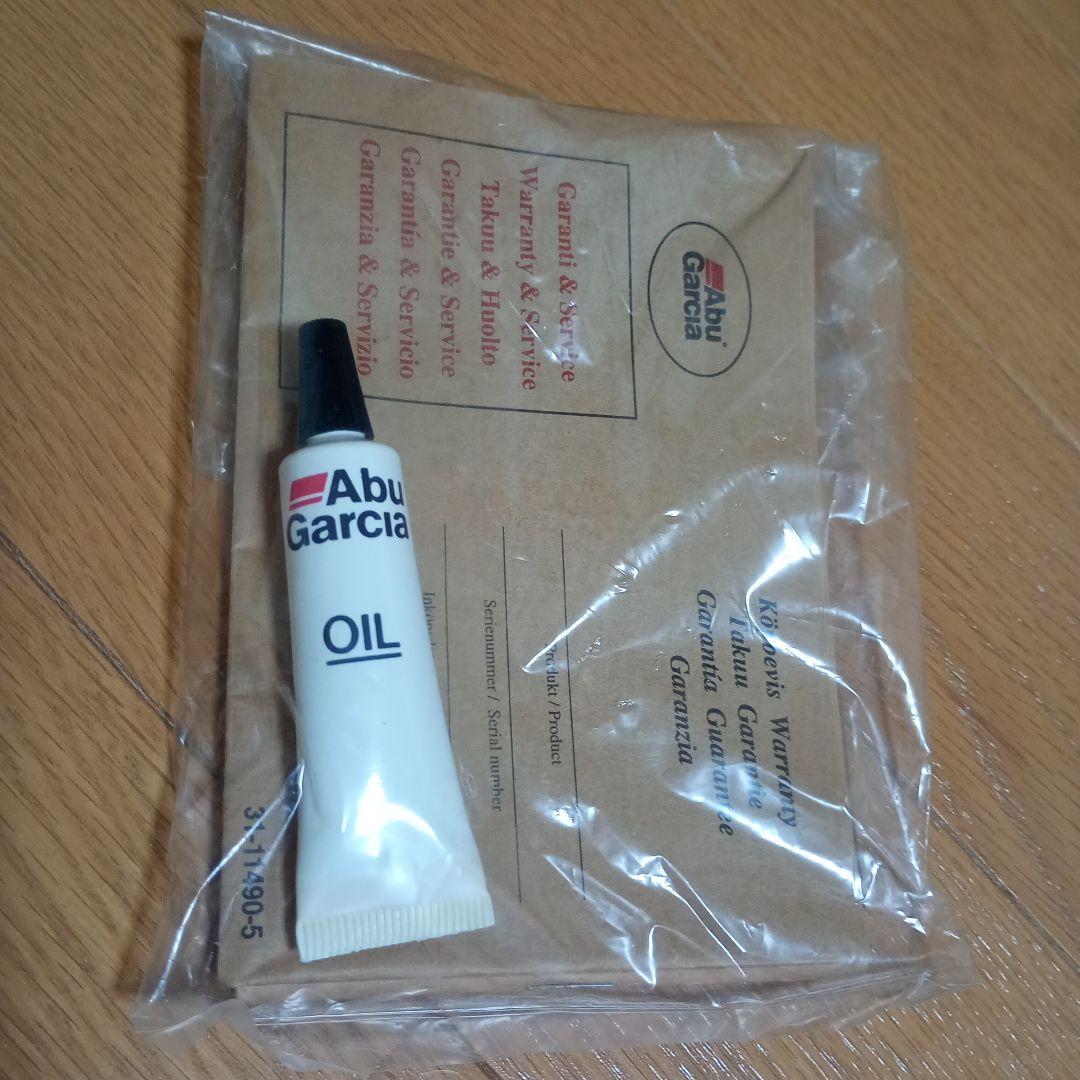 Abu
Garcia
OIL
Abu
Garcia
Garanti & Service
Warranty & Service
Takuu & Huolto
Garantie & Service
Garantía & Servicio
Garanzia & Servizio
Köpbevis Warranty
Takuu Garantie
Garantía Guarantee
Garanzia
Produkt / Product
Serienummer / Serial number
31-11490-5